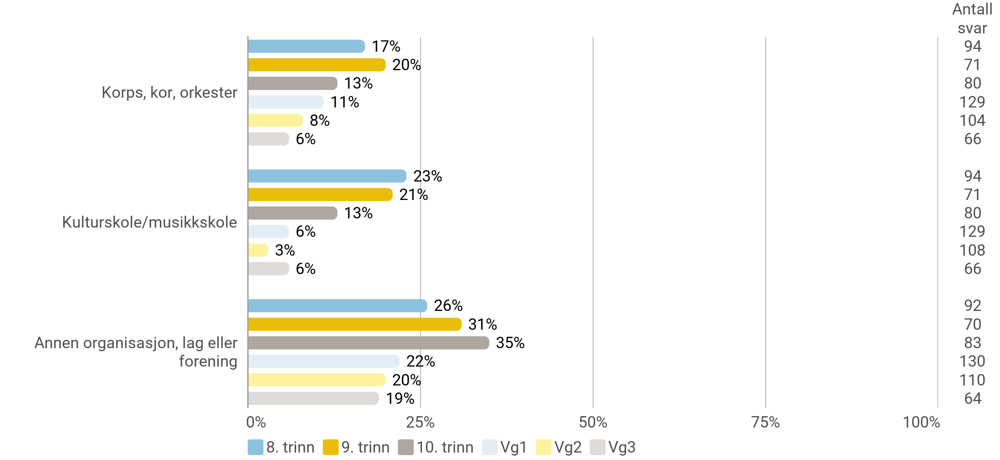 Antall
svar
17% 94
20% 71
13% 80
Korps, kor, orkester
11% 129
8% 104
6% 66
23% 94
21% 71
13% 80
Kulturskole/musikkskole
6% 129
3% 108
6% 66
26% 92
31% 70
Annen organisasjon, lag eller
forening
35% 83
22% 130
20% 110
19% 64
0% 25% 50% 75% 100%
8. trinn 9. trinn 10. trinn Vg1 Vg2 Vg3